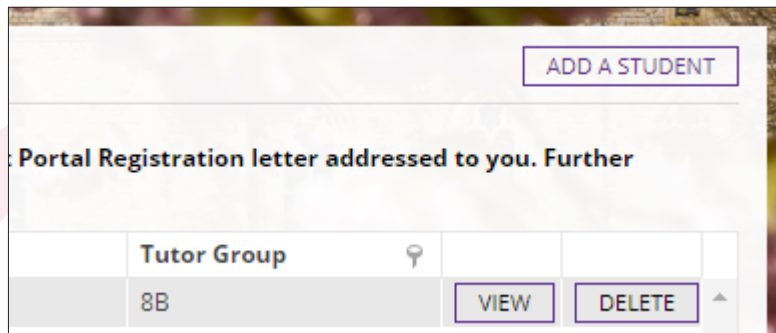 ADD A STUDENT
: Portal Registration letter addressed to you. Further
Tutor Group
8B VIEW DELETE